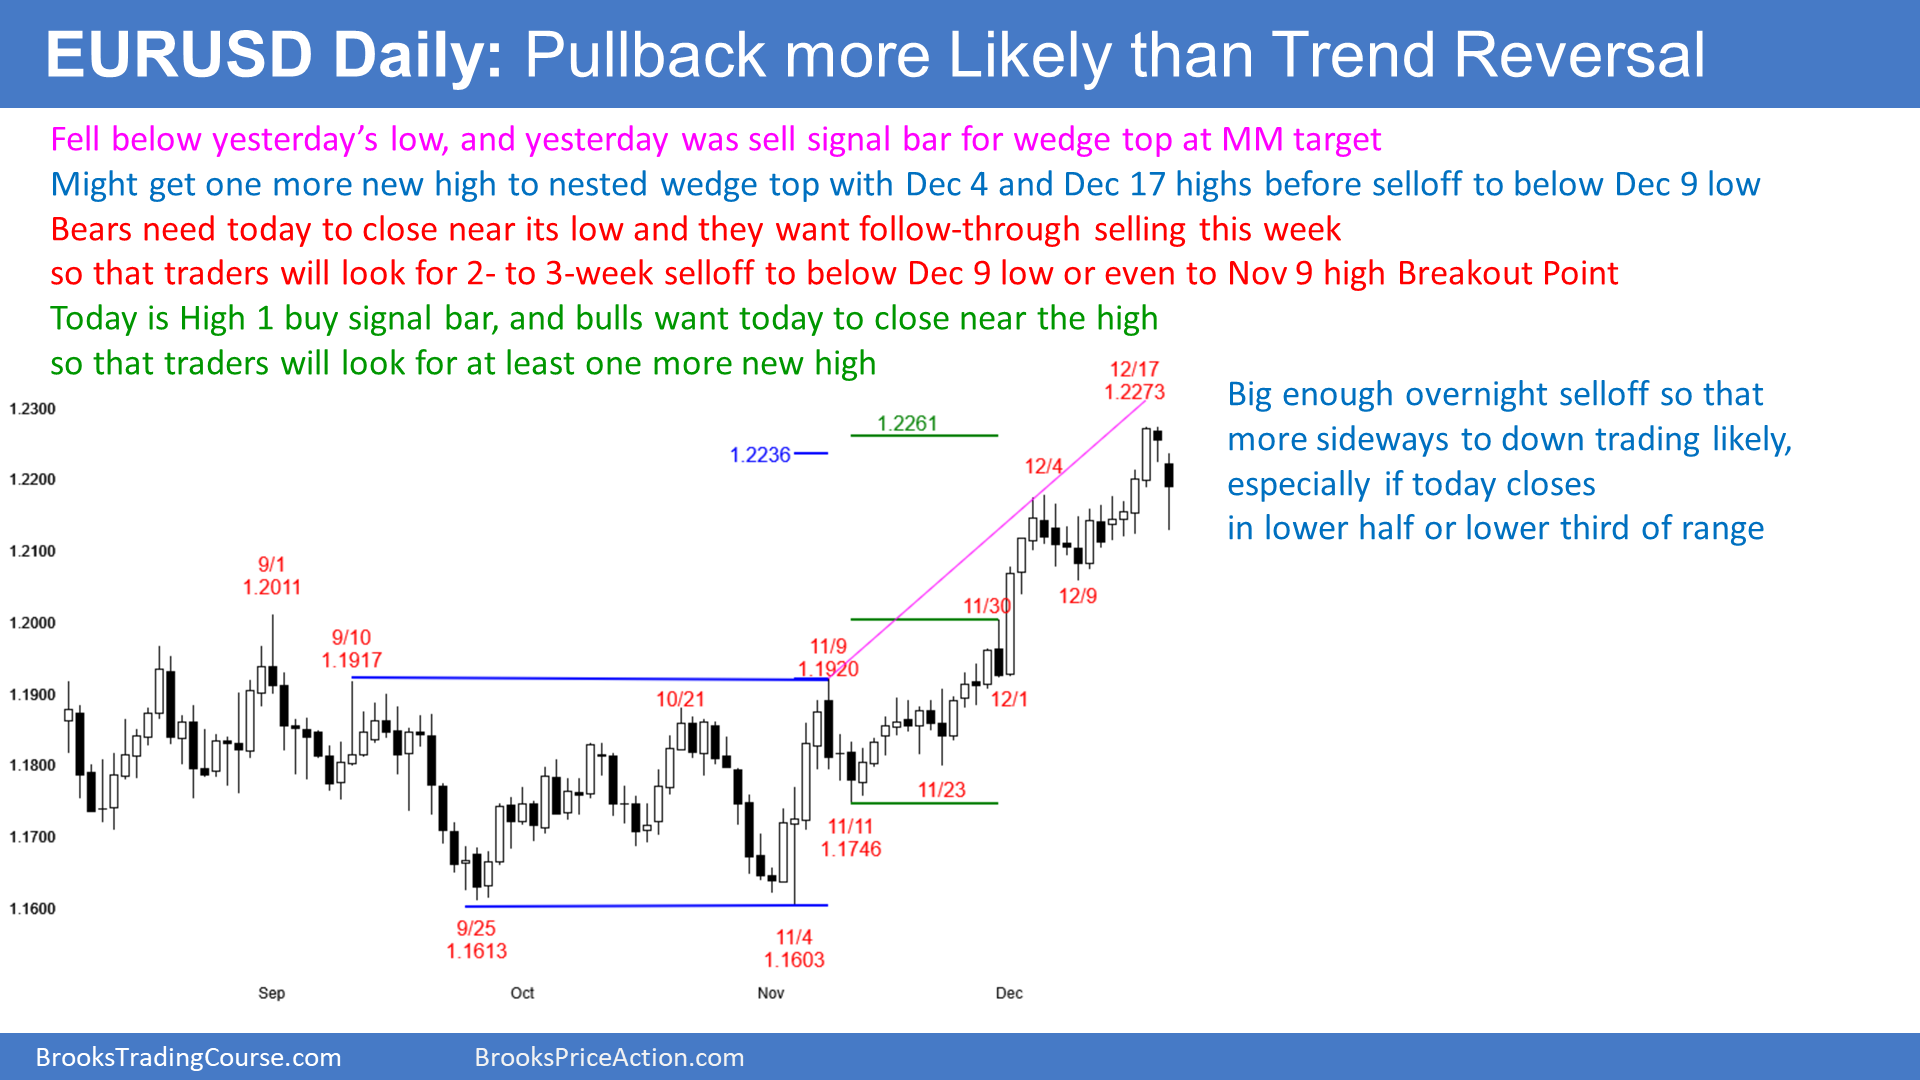 EURUSD Daily: Pullback more Likely than Trend Reversal
Fell below yesterday’s low, and yesterday was sell signal bar for wedge top at MM target
Might get one more new high to nested wedge top with Dec 4 and Dec 17 highs before selloff to below Dec 9 low
Bears need today to close near its low and they want follow-through selling this week
so that traders will look for 2- to 3-week selloff to below Dec 9 low or even to Nov 9 high Breakout Point
Today is High 1 buy signal bar, and bulls want today to close near the high
so that traders will look for at least one more new high
Big enough overnight selloff so that
more sideways to down trading likely,
especially if today closes
in lower half or lower third of range
12/17
1.2273
1.2300
1.2261
1.2236
12/4
1.2200
1.2100
9/1
1.2011
12/9
11/30
1.2000
9/10
1.1917
11/9
1.1920
1.1900
10/21
12/1
1.1800
11/23
1.1700
11/11
1.1746
1.1600
9/25
1.1613
11/4
1.1603
Sep
Oct
Nov
Dec
BrooksTradingCourse.com
BrooksPriceAction.com